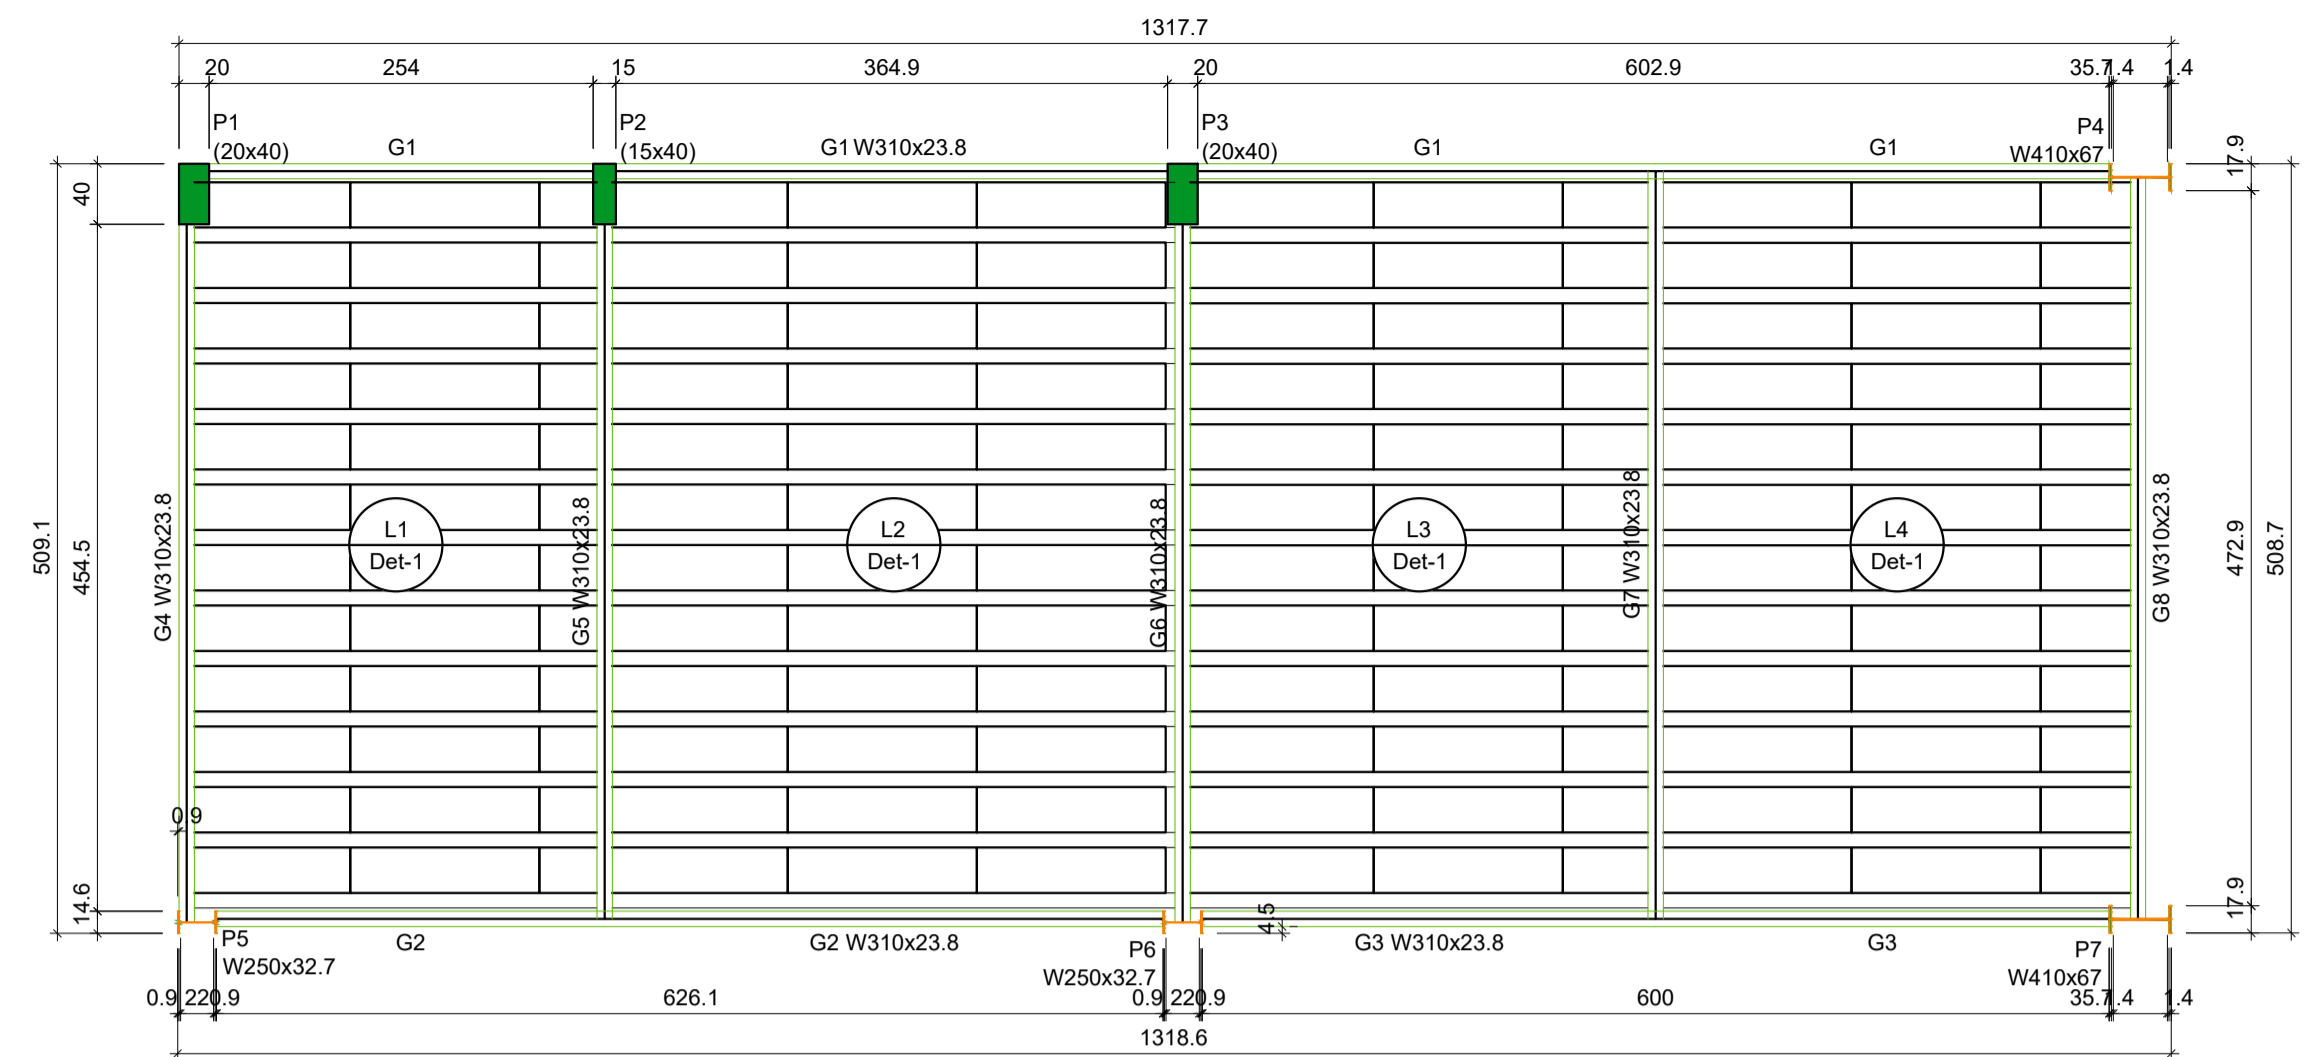 1317.7
20 254 15 364.9 20 602.9 35.7 1.4 1.4
P1
(20x40)
G1
P2
(15x40)
G1 W310x23.8
P3
(20x40)
G1
G1
P4
W410x67
17.9
40
509.1
454.5
G4 W310x23.8
L1
Det-1
G5 W310x23.8
L2
Det-1
G6 W310x23.8
L3
Det-1
G7 W310x23.8
L4
Det-1
G8 W310x23.8
472.9
508.7
0.9
14.6
4.5
17.9
P5
W250x32.7
G2
G2 W310x23.8
P6
W250x32.7
G3 W310x23.8
G3
P7
W410x67
0.9 22 0.9 626.1 0.9 22 0.9 600 35.7 1.4 1.4
1318.6